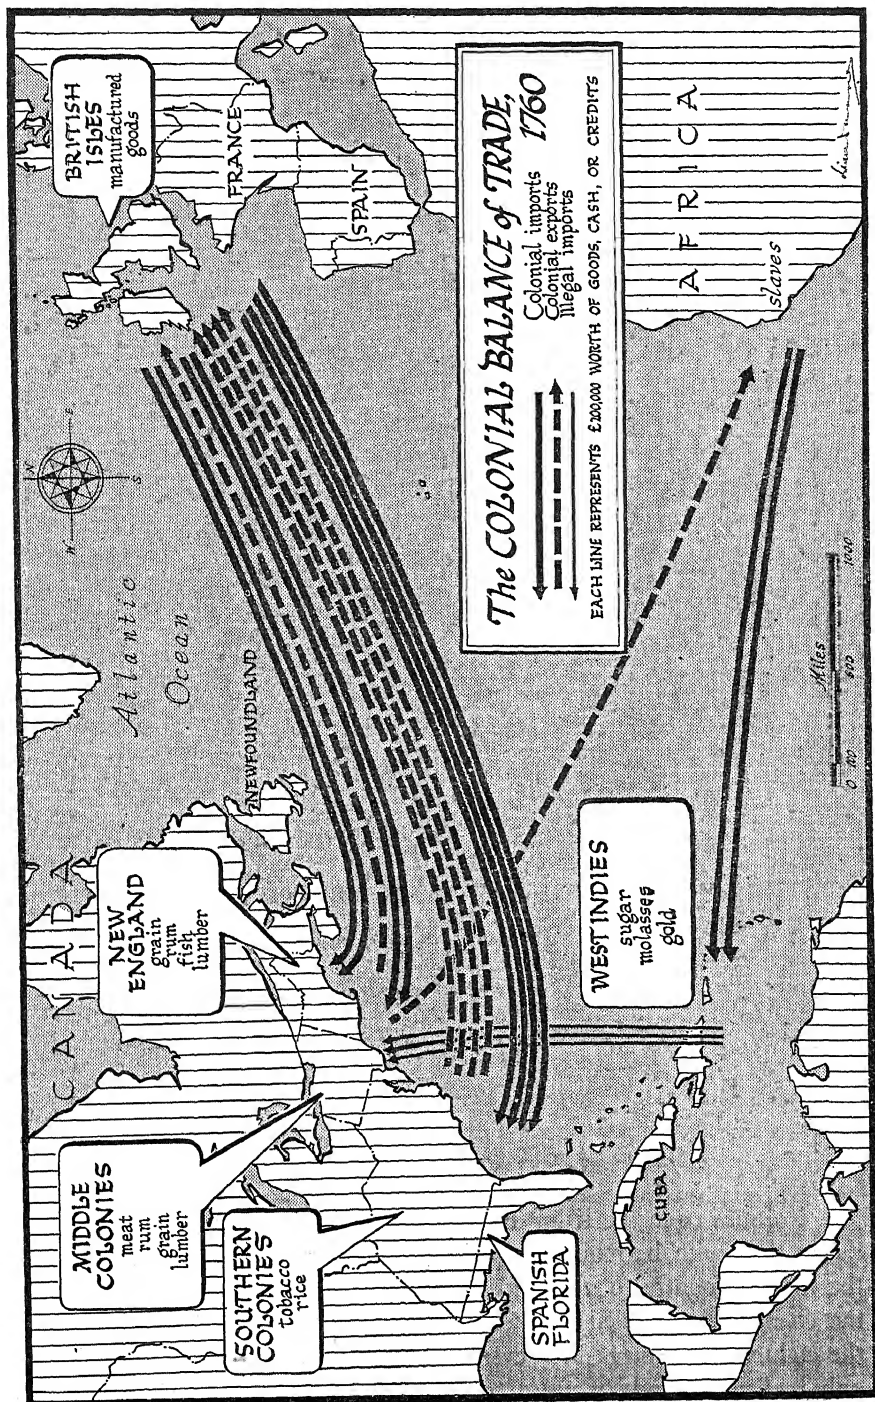 The COLONIAL BALANCE of TRADE,
1760
Colonial imports
Colonial exports
Illegal imports
EACH LINE REPRESENTS £100,000 WORTH OF GOODS, CASH, OR CREDITS
BRITISH
ISLES
manufactured
goods
FRANCE
SPAIN
AFRICA
slaves
N
E
S
W
Atlantic
Ocean
NEWFOUNDLAND
CANADA
NEW
ENGLAND
grain
rum
fish
lumber
MIDDLE
COLONIES
meat
rum
grain
lumber
SOUTHERN
COLONIES
tobacco
rice
SPANISH
FLORIDA
CUBA
WEST INDIES
sugar
molasses
gold
Miles
0
1000